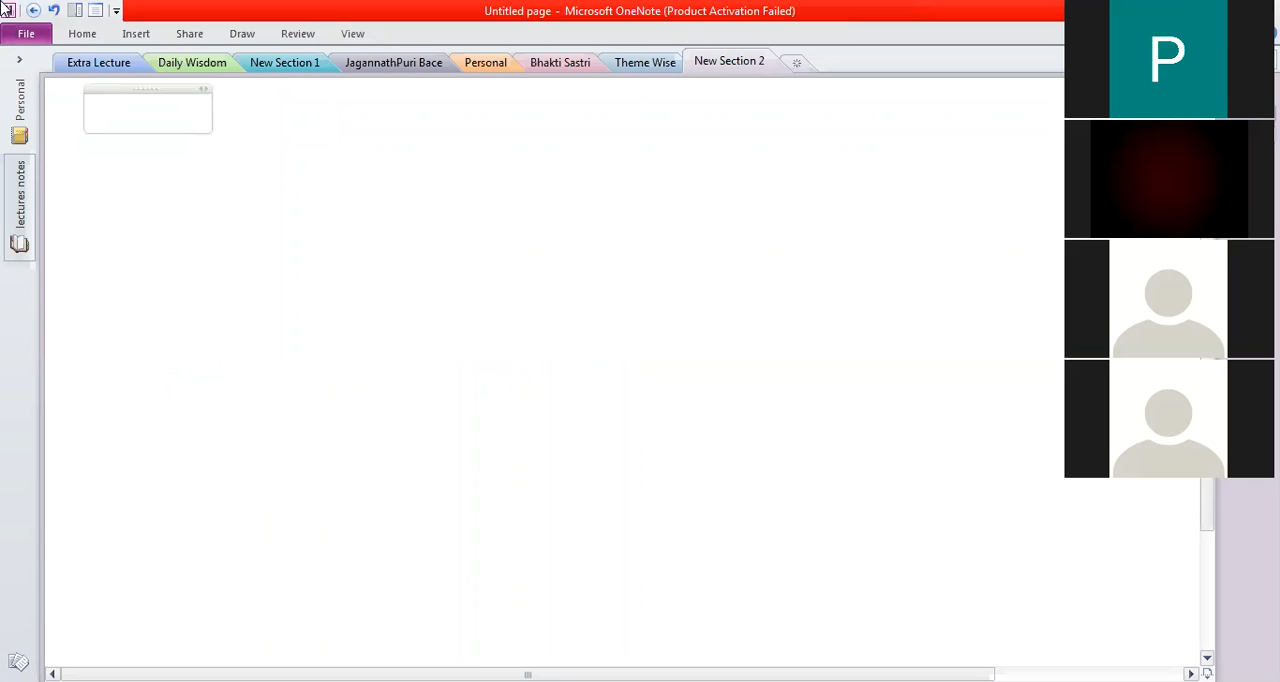 Untitled page - Microsoft OneNote (Product Activation Failed)
File Home Insert Share Draw Review View
Extra Lecture Daily Wisdom New Section 1 JagannathPuri Bace Personal Bhakti Sastri Theme Wise New Section 2
Personal
lectures notes
P